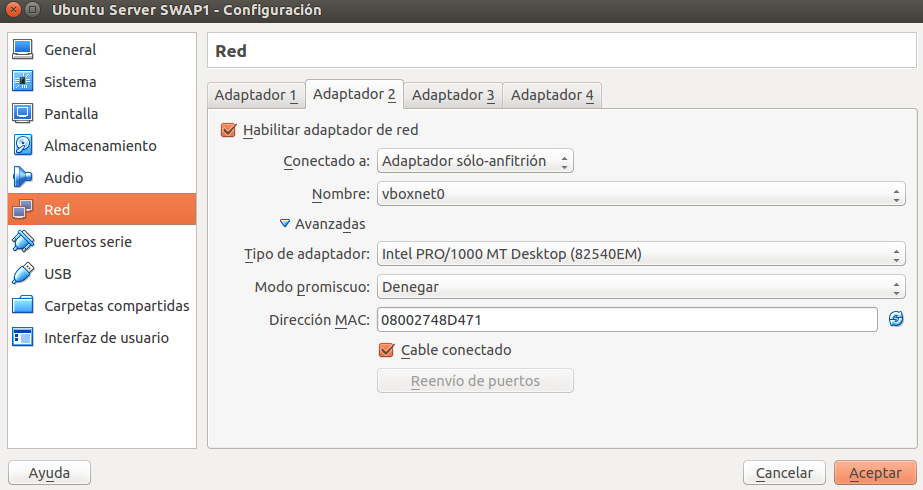 Ubuntu Server SWAP1 - Configuración
General
Sistema
Pantalla
Almacenamiento
Audio
Red
Puertos serie
USB
Carpetas compartidas
Interfaz de usuario
Red
Adaptador 1 Adaptador 2 Adaptador 3 Adaptador 4
Habilitar adaptador de red
Conectado a: Adaptador sólo-anfitrión
Nombre: vboxnet0
Avanzadas
Tipo de adaptador: Intel PRO/1000 MT Desktop (82540EM)
Modo promiscuo: Denegar
Dirección MAC: 08002748D471
Cable conectado
Reenvío de puertos
Ayuda Cancelar Aceptar